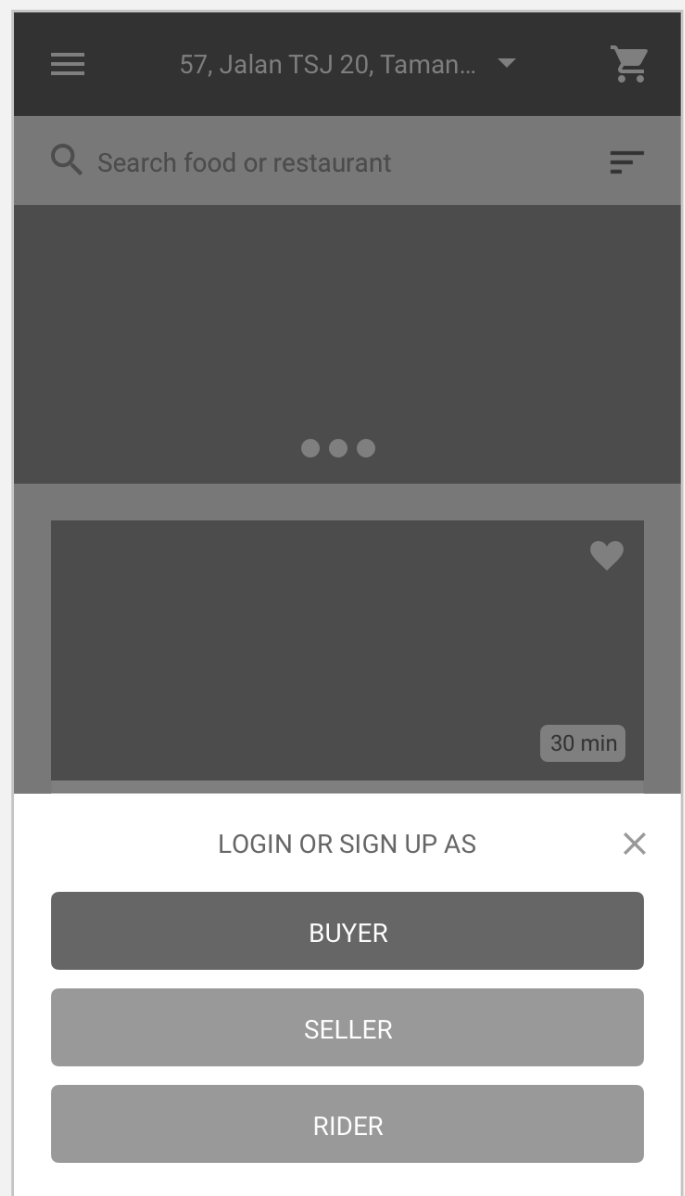 57, Jalan TSJ 20, Taman...
Search food or restaurant
30 min
LOGIN OR SIGN UP AS
BUYER
SELLER
RIDER